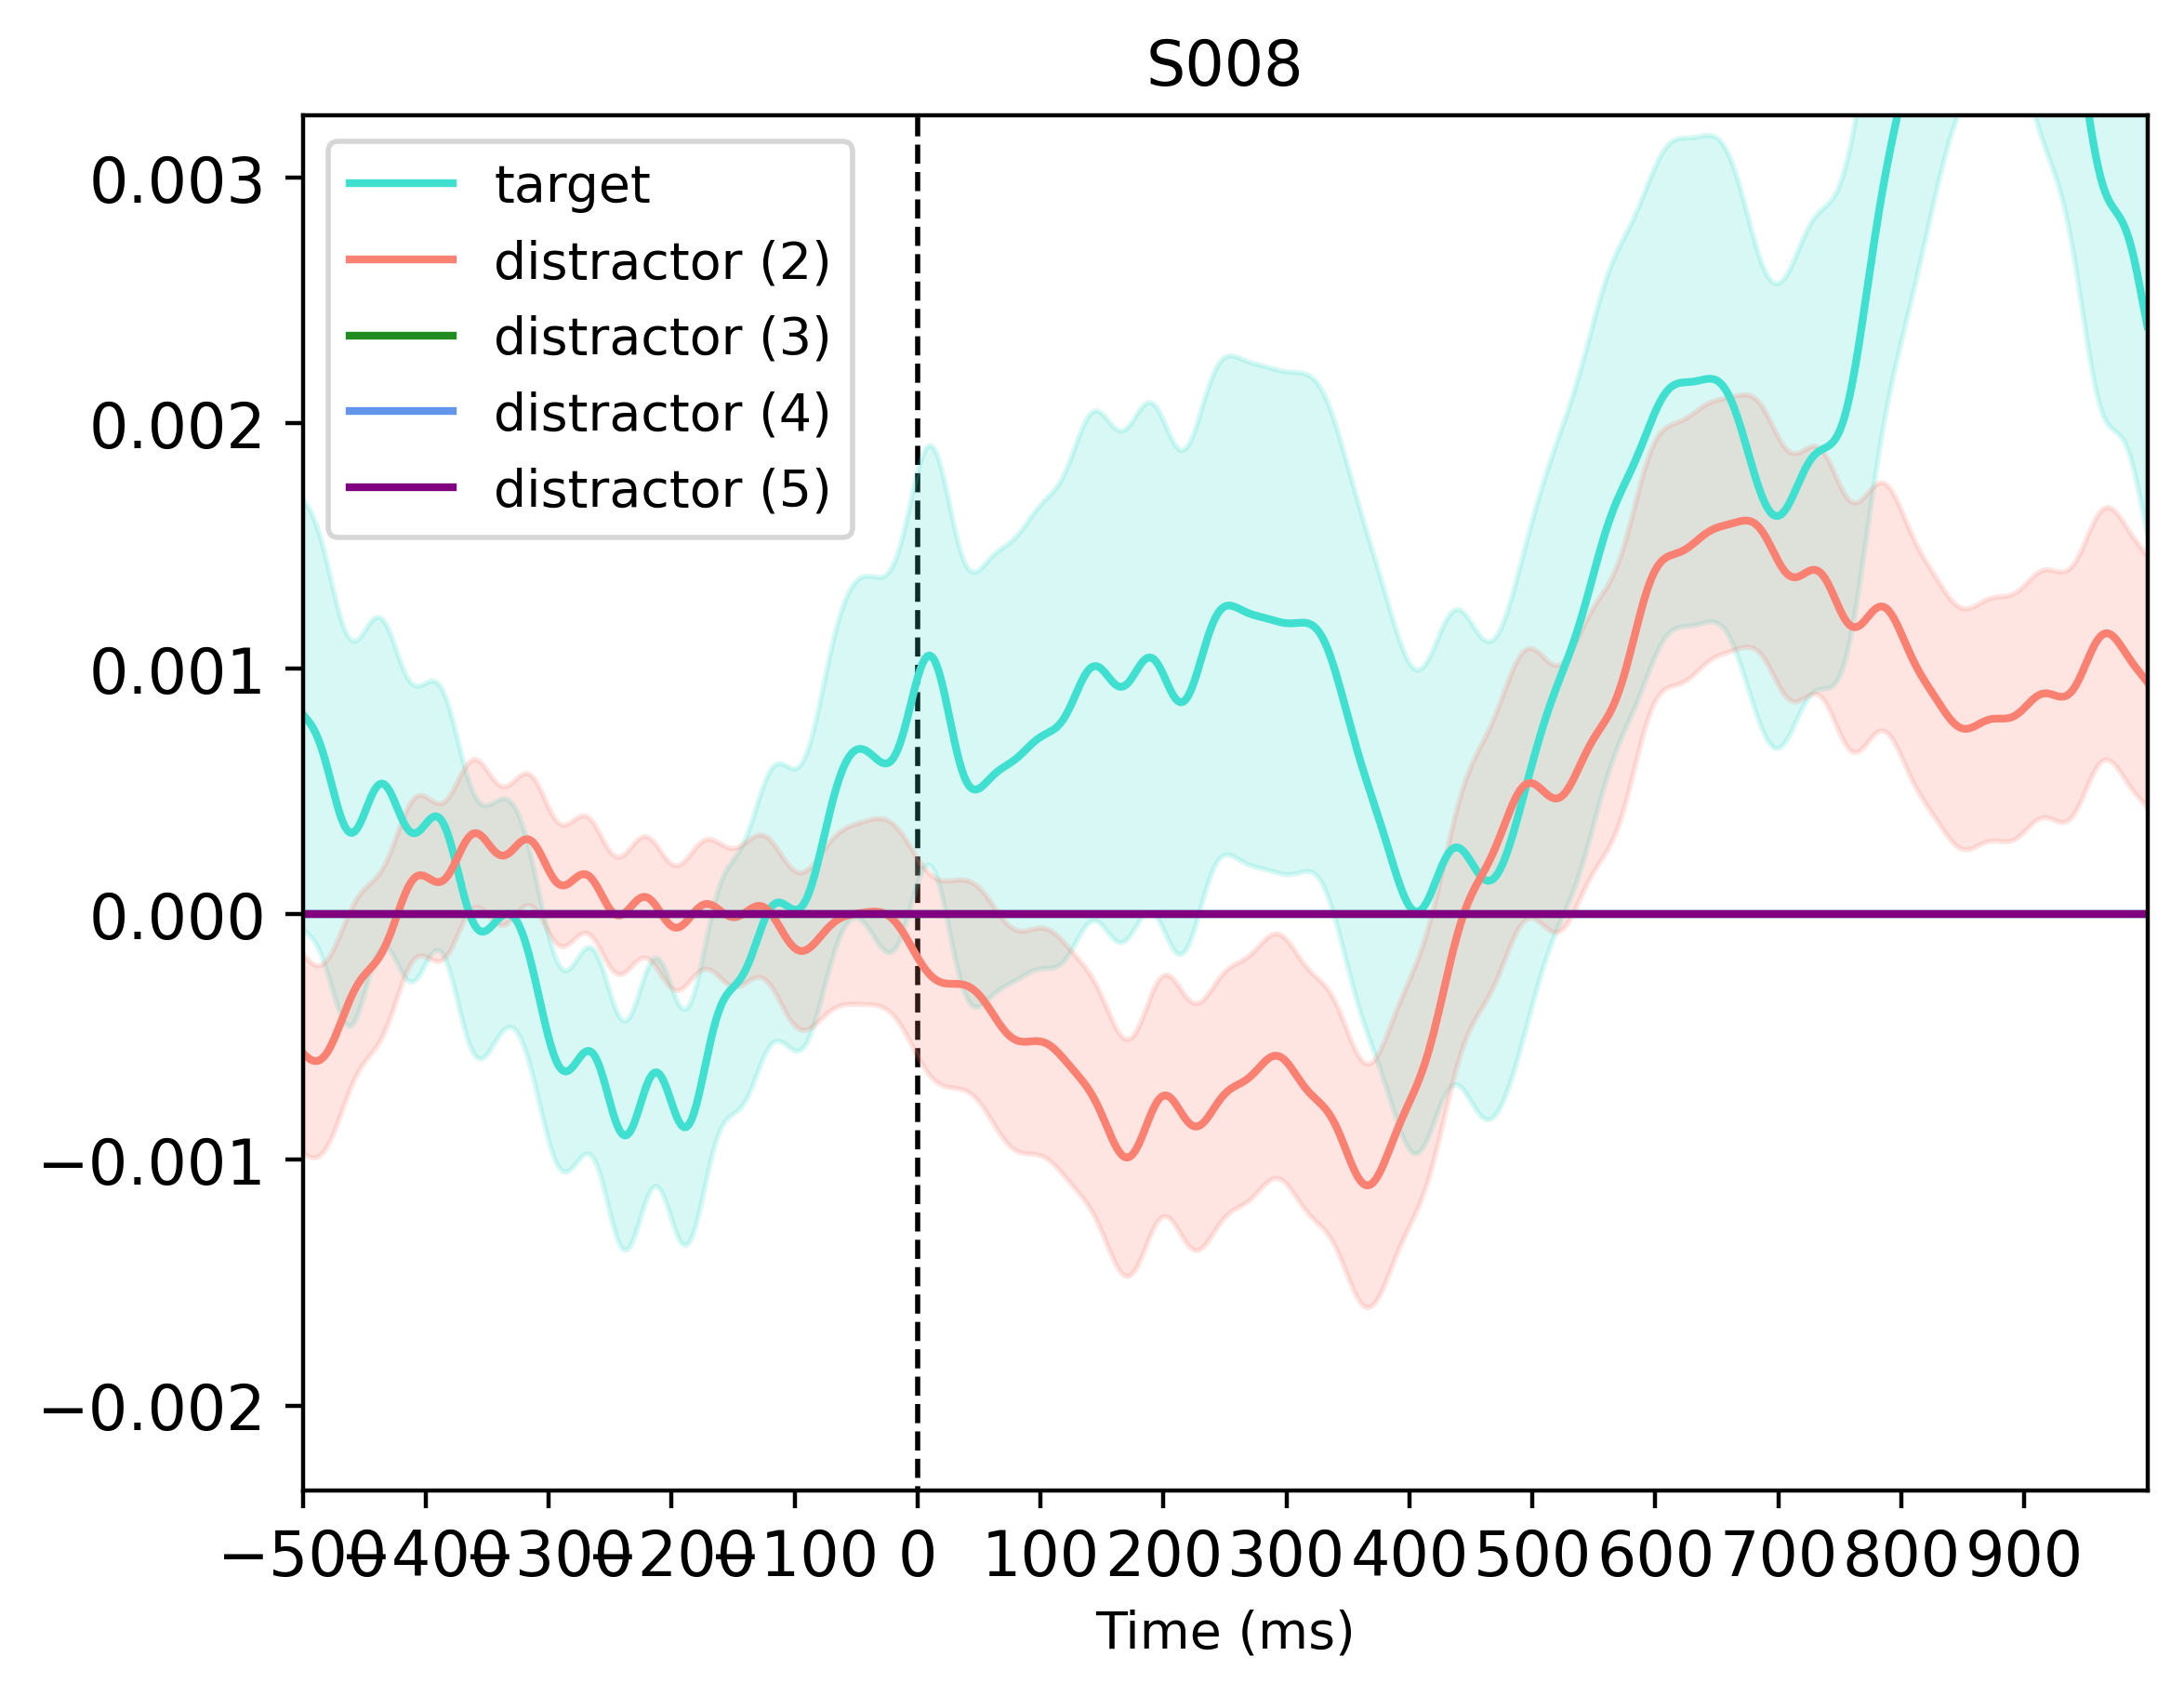 S008
target
distractor (2)
distractor (3)
distractor (4)
distractor (5)
0.003
0.002
0.001
0.000
−0.001
−0.002
−500 −400 −300 −200 −100 0 100 200 300 400 500 600 700 800 900
Time (ms)